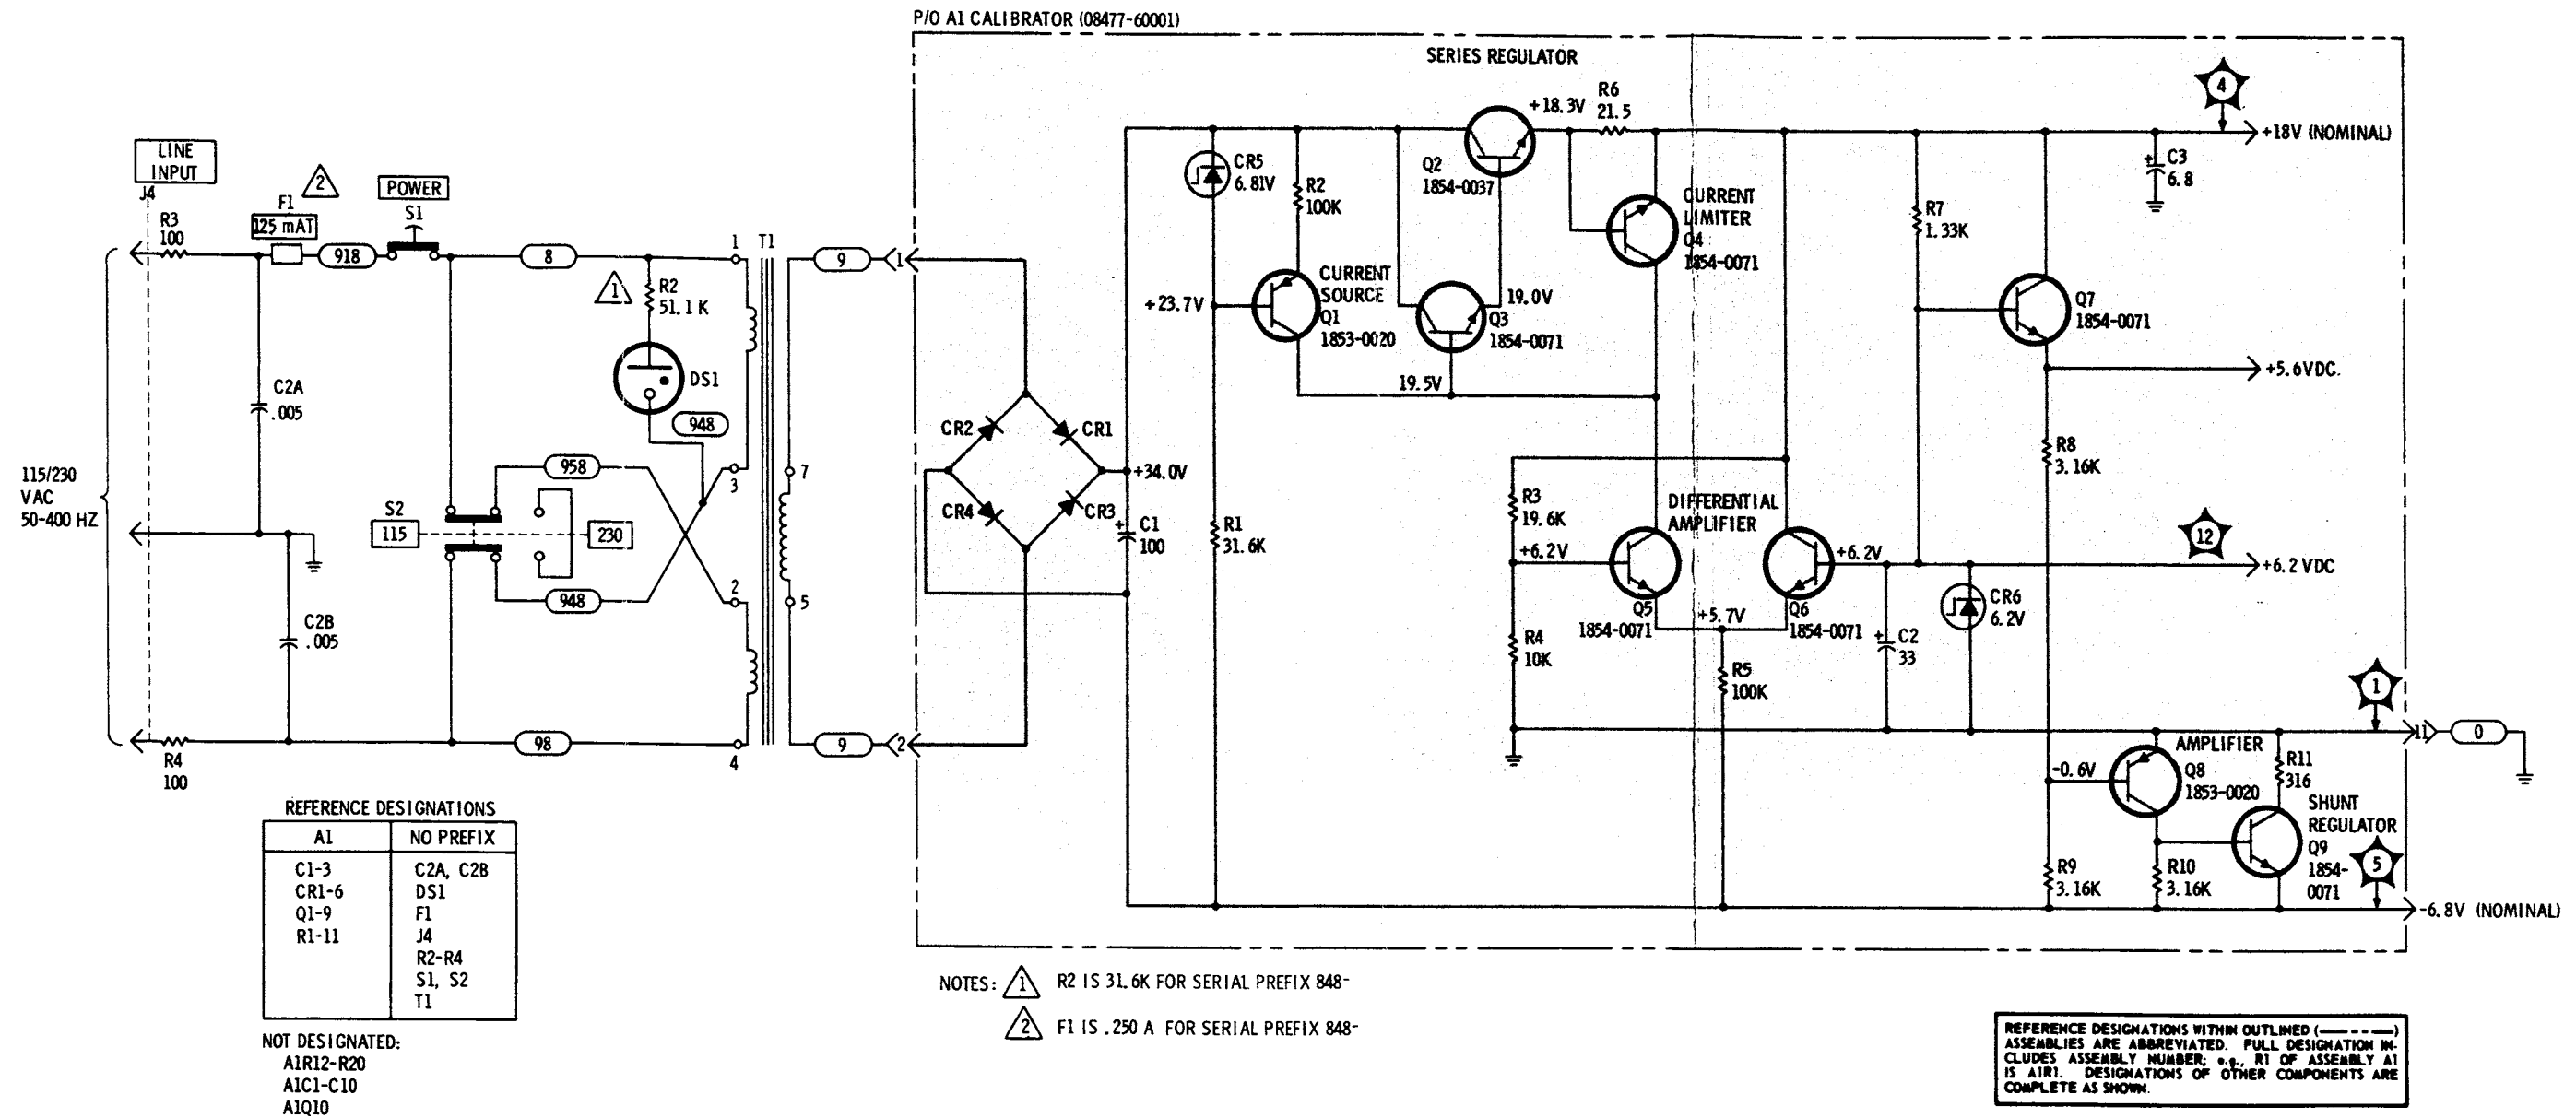 P/O A1 CALIBRATOR (08477-60001)
SERIES REGULATOR
LINE
INPUT
J4
R3
100
2
F1
125 mAT
918
POWER
S1
8
1
R2
51.1 K
DS1
948
1
T1
3
2
4
7
5
9
1
9
2
C2A
.005
115/230
VAC
50-400 HZ
S2
115
230
958
948
C2B
.005
R4
100
98
CR2
CR1
CR4
CR3
+34.0V
+
C1
100
CR5
6.81V
R2
100K
+23.7V
CURRENT
SOURCE
Q1
1853-0020
R1
31.6K
Q2
1854-0037
+18.3V
R6
21.5
19.0V
Q3
1854-0071
19.5V
CURRENT
LIMITER
Q4
1854-0071
R3
19.6K
+6.2V
DIFFERENTIAL
AMPLIFIER
Q5
1854-0071
+5.7V
Q6
1854-0071
+6.2V
R4
10K
R5
100K
+
C2
33
CR6
6.2V
R7
1.33K
Q7
1854-0071
+
C3
6.8
4
+18V (NOMINAL)
+5.6VDC.
R8
3.16K
12
+6.2 VDC
1
11
0
AMPLIFIER
Q8
1853-0020
-0.6V
R11
316
SHUNT
REGULATOR
Q9
1854-
0071
5
R9
3.16K
R10
3.16K
-6.8V (NOMINAL)
REFERENCE DESIGNATIONS
A1 NO PREFIX
C1-3 C2A, C2B
CR1-6 DS1
Q1-9 F1
R1-11 J4
R2-R4
S1, S2
T1
NOT DESIGNATED:
A1R12-R20
A1C1-C10
A1Q10
NOTES: 1 R2 IS 31.6K FOR SERIAL PREFIX 848-
2 F1 IS .250 A FOR SERIAL PREFIX 848-
REFERENCE DESIGNATIONS WITHIN OUTLINED (—— - - ——)
ASSEMBLIES ARE ABBREVIATED. FULL DESIGNATION IN-
CLUDES ASSEMBLY NUMBER; e.g., R1 OF ASSEMBLY A1
IS A1R1. DESIGNATIONS OF OTHER COMPONENTS ARE
COMPLETE AS SHOWN.